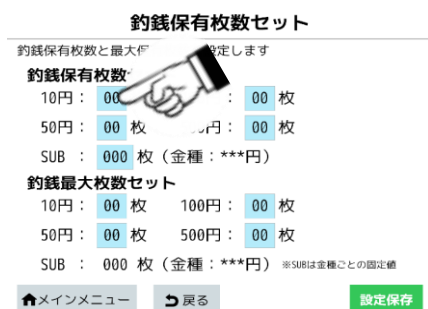 釣銭保有枚数セット
釣銭保有枚数と最大保 設定します
釣銭保有枚数
10円： 00 ： 00 枚
50円： 00 枚 円： 00 枚
SUB ： 000 枚（金種：***円）
釣銭最大枚数セット
10円： 00 枚 100円： 00 枚
50円： 00 枚 500円： 00 枚
SUB ： 000 枚（金種：***円） ※SUBは金種ごとの固定値
メインメニュー 戻る 設定保存